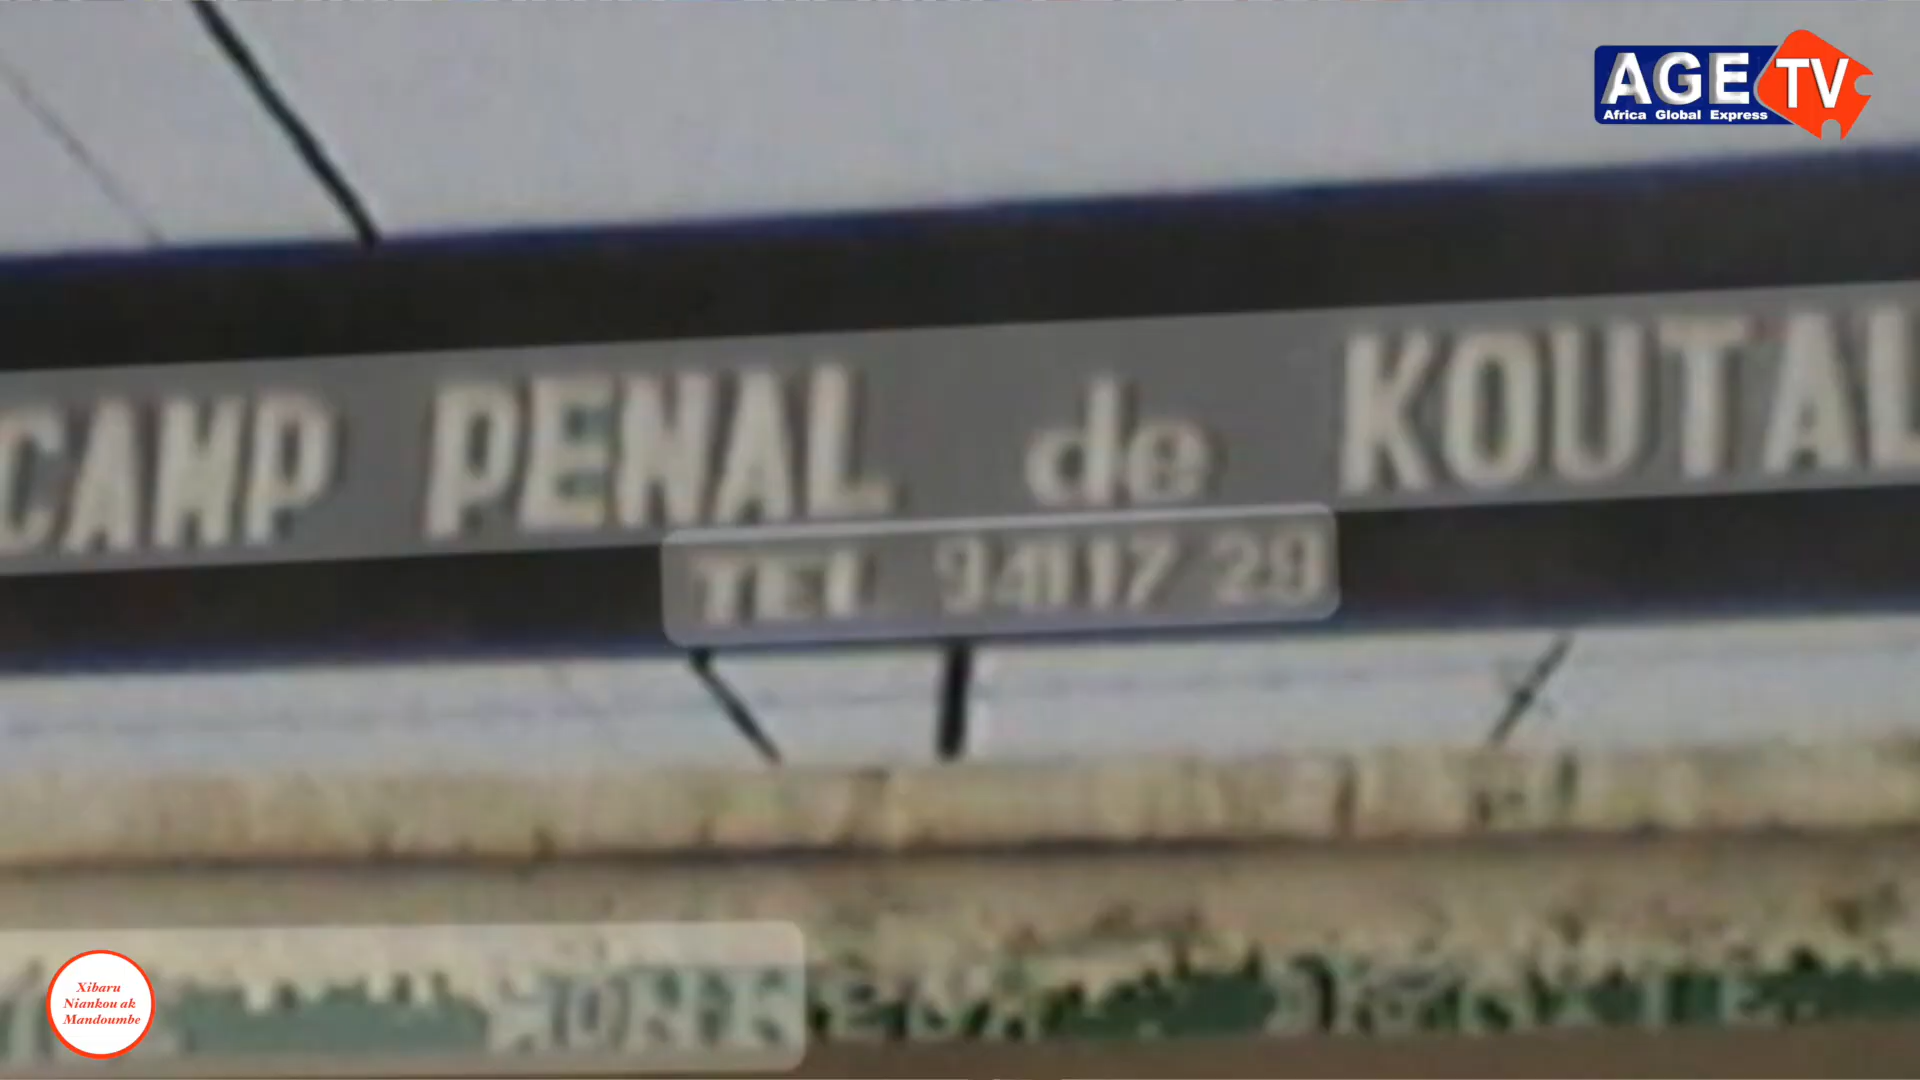 AGE TV
Africa Global Express
CAMP PENAL de KOUTAL
TEL 941 17 29
Xibaru
Niankou ak
Mandoumbe